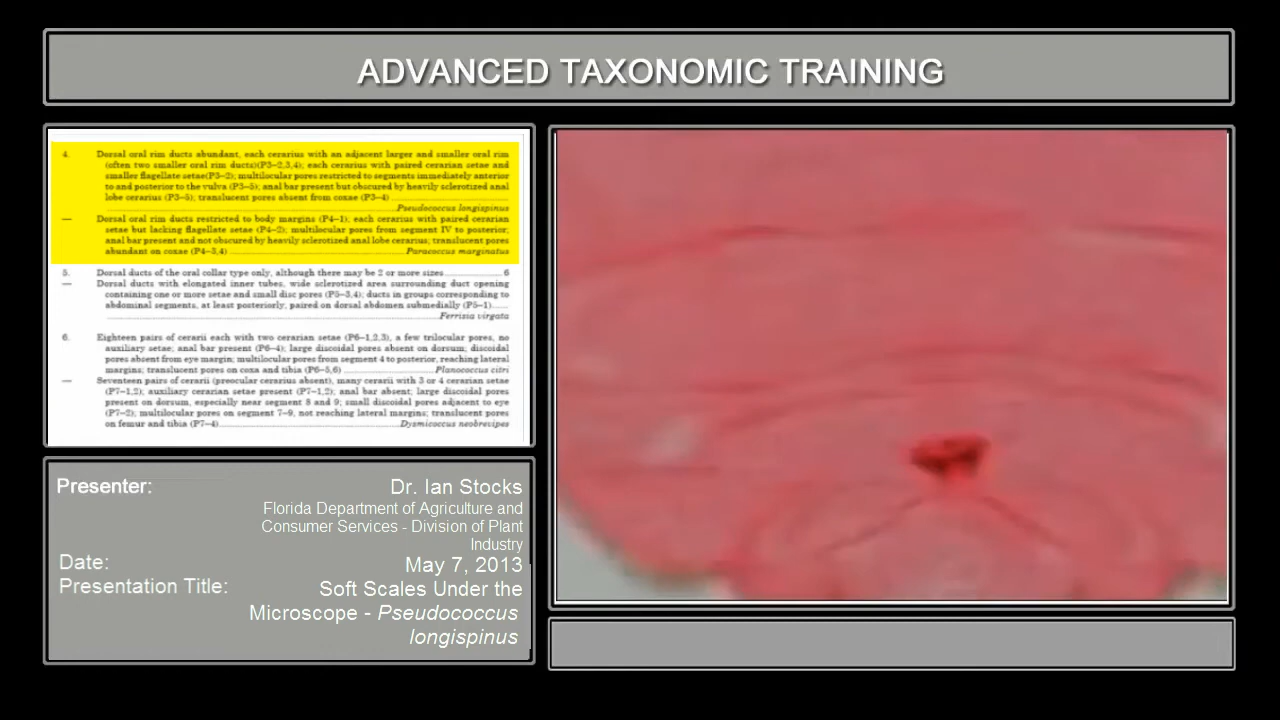 ADVANCED TAXONOMIC TRAINING
4. Dorsal oral rim ducts abundant, each cerarius with an adjacent larger and smaller oral rim
(often two smaller oral rim ducts)(P3–2,3,4); each cerarius with paired cerarian setae and
smaller flagellate setae(P3–2); multilocular pores restricted to segments immediately anterior
to and posterior to the vulva (P3–5); anal bar present but obscured by heavily sclerotized anal
lobe cerarius (P3–5); translucent pores absent from coxae (P3–4)
Pseudococcus longispinus
— Dorsal oral rim ducts restricted to body margins (P4–1); each cerarius with paired cerarian
setae but lacking flagellate setae (P4–2); multilocular pores from segment IV to posterior;
anal bar present and not obscured by heavily sclerotized anal lobe cerarius; translucent pores
abundant on coxae (P4–3,4) Paracoccus marginatus
5. Dorsal ducts of the oral collar type only, although there may be 2 or more sizes 6
— Dorsal ducts with elongated inner tubes, wide sclerotized area surrounding duct opening
containing one or more setae and small disc pores (P5–3,4); ducts in groups corresponding to
abdominal segments, at least posteriorly, paired on dorsal abdomen submedially (P5–1)
Ferrisia virgata
6. Eighteen pairs of cerarii each with two cerarian setae (P6–1,2,3), a few trilocular pores, no
auxiliary setae; anal bar present (P6–4); large discoidal pores absent on dorsum; discoidal
pores absent from eye margin; multilocular pores from segment 4 to posterior, reaching lateral
margins; translucent pores on coxa and tibia (P6–5,6) Planococcus citri
— Seventeen pairs of cerarii (preocular cerarius absent), many cerarii with 3 or 4 cerarian setae
(P7–1,2); auxiliary cerarian setae present (P7–1,2); anal bar absent; large discoidal pores
present on dorsum, especially near segment 8 and 9; small discoidal pores adjacent to eye
(P7–2); multilocular pores on segment 7–9, not reaching lateral margins; translucent pores
on femur and tibia (P7–4) Dysmicoccus neobrevipes
Presenter: Dr. Ian Stocks
Florida Department of Agriculture and
Consumer Services - Division of Plant
Industry
Date: May 7, 2013
Presentation Title: Soft Scales Under the
Microscope - Pseudococcus
longispinus